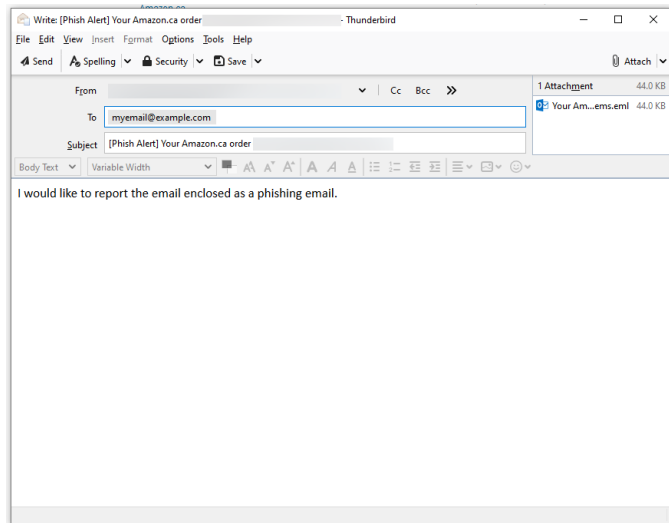 Amazon.ca
Write: [Phish Alert] Your Amazon.ca order - Thunderbird
File Edit View Insert Format Options Tools Help
Send Spelling Security Save Attach
From Cc Bcc
1 Attachment 44.0 KB
To myemail@example.com
Your Am...ems.eml 44.0 KB
Subject [Phish Alert] Your Amazon.ca order
Body Text Variable Width
I would like to report the email enclosed as a phishing email.